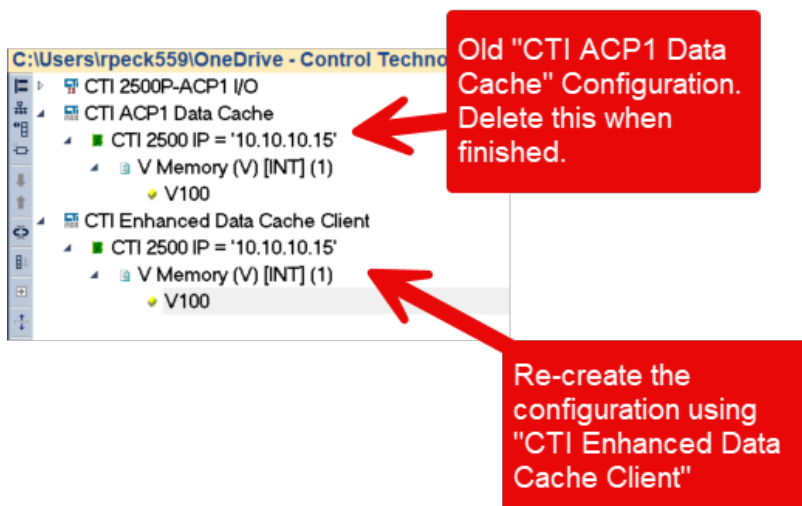 C:\Users\rpeck559\OneDrive - Control Techno
CTI 2500P-ACP1 I/O
CTI ACP1 Data Cache
CTI 2500 IP = '10.10.10.15'
V Memory (V) [INT] (1)
V100
CTI Enhanced Data Cache Client
CTI 2500 IP = '10.10.10.15'
V Memory (V) [INT] (1)
V100
Old "CTI ACP1 Data
Cache" Configuration.
Delete this when
finished.
Re-create the
configuration using
"CTI Enhanced Data
Cache Client"